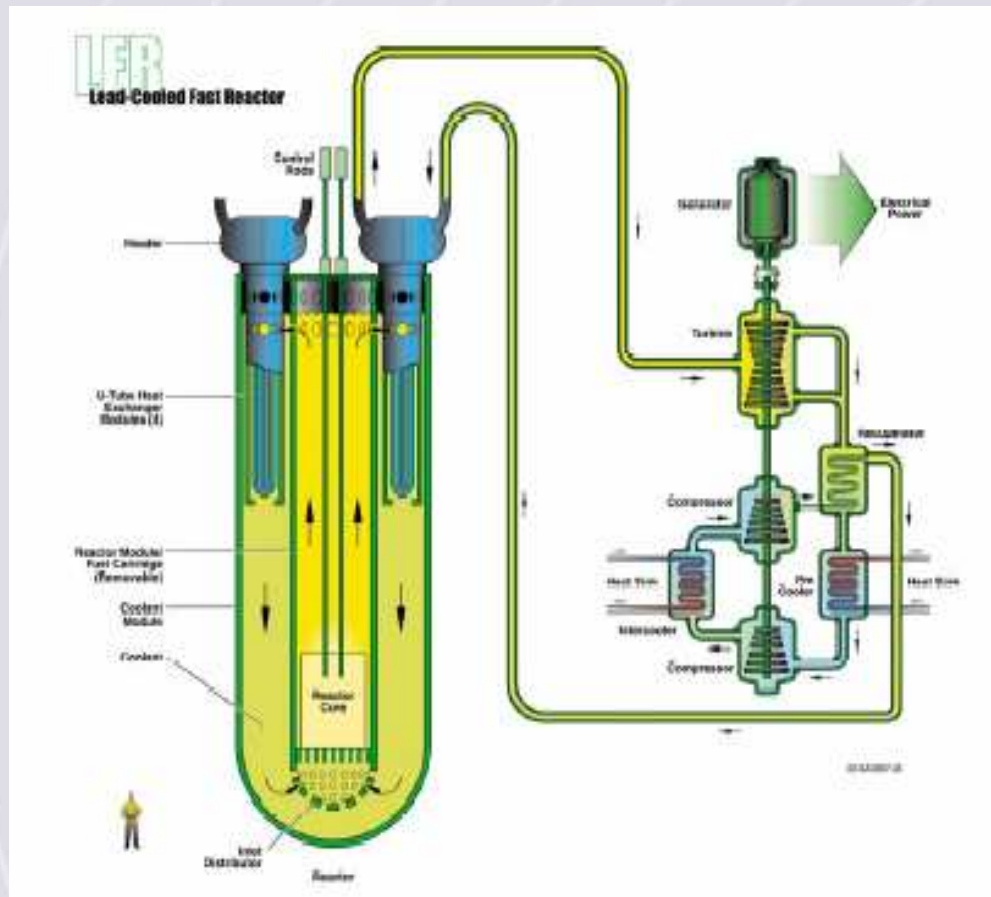 LFR
Lead-Cooled Fast Reactor
Control
Rods
Header
U-Tube Heat
Exchanger
Modules (4)
Reactor Module/
Fuel Cartridge
(Removable)
Coolant
Module
Coolant
Reactor
Core
Inlet
Distributor
Reactor
Generator
Electrical
Power
Turbine
Recuperator
Compressor
Heat Sink
Pre
Cooler
Heat Sink
Intercooler
Compressor